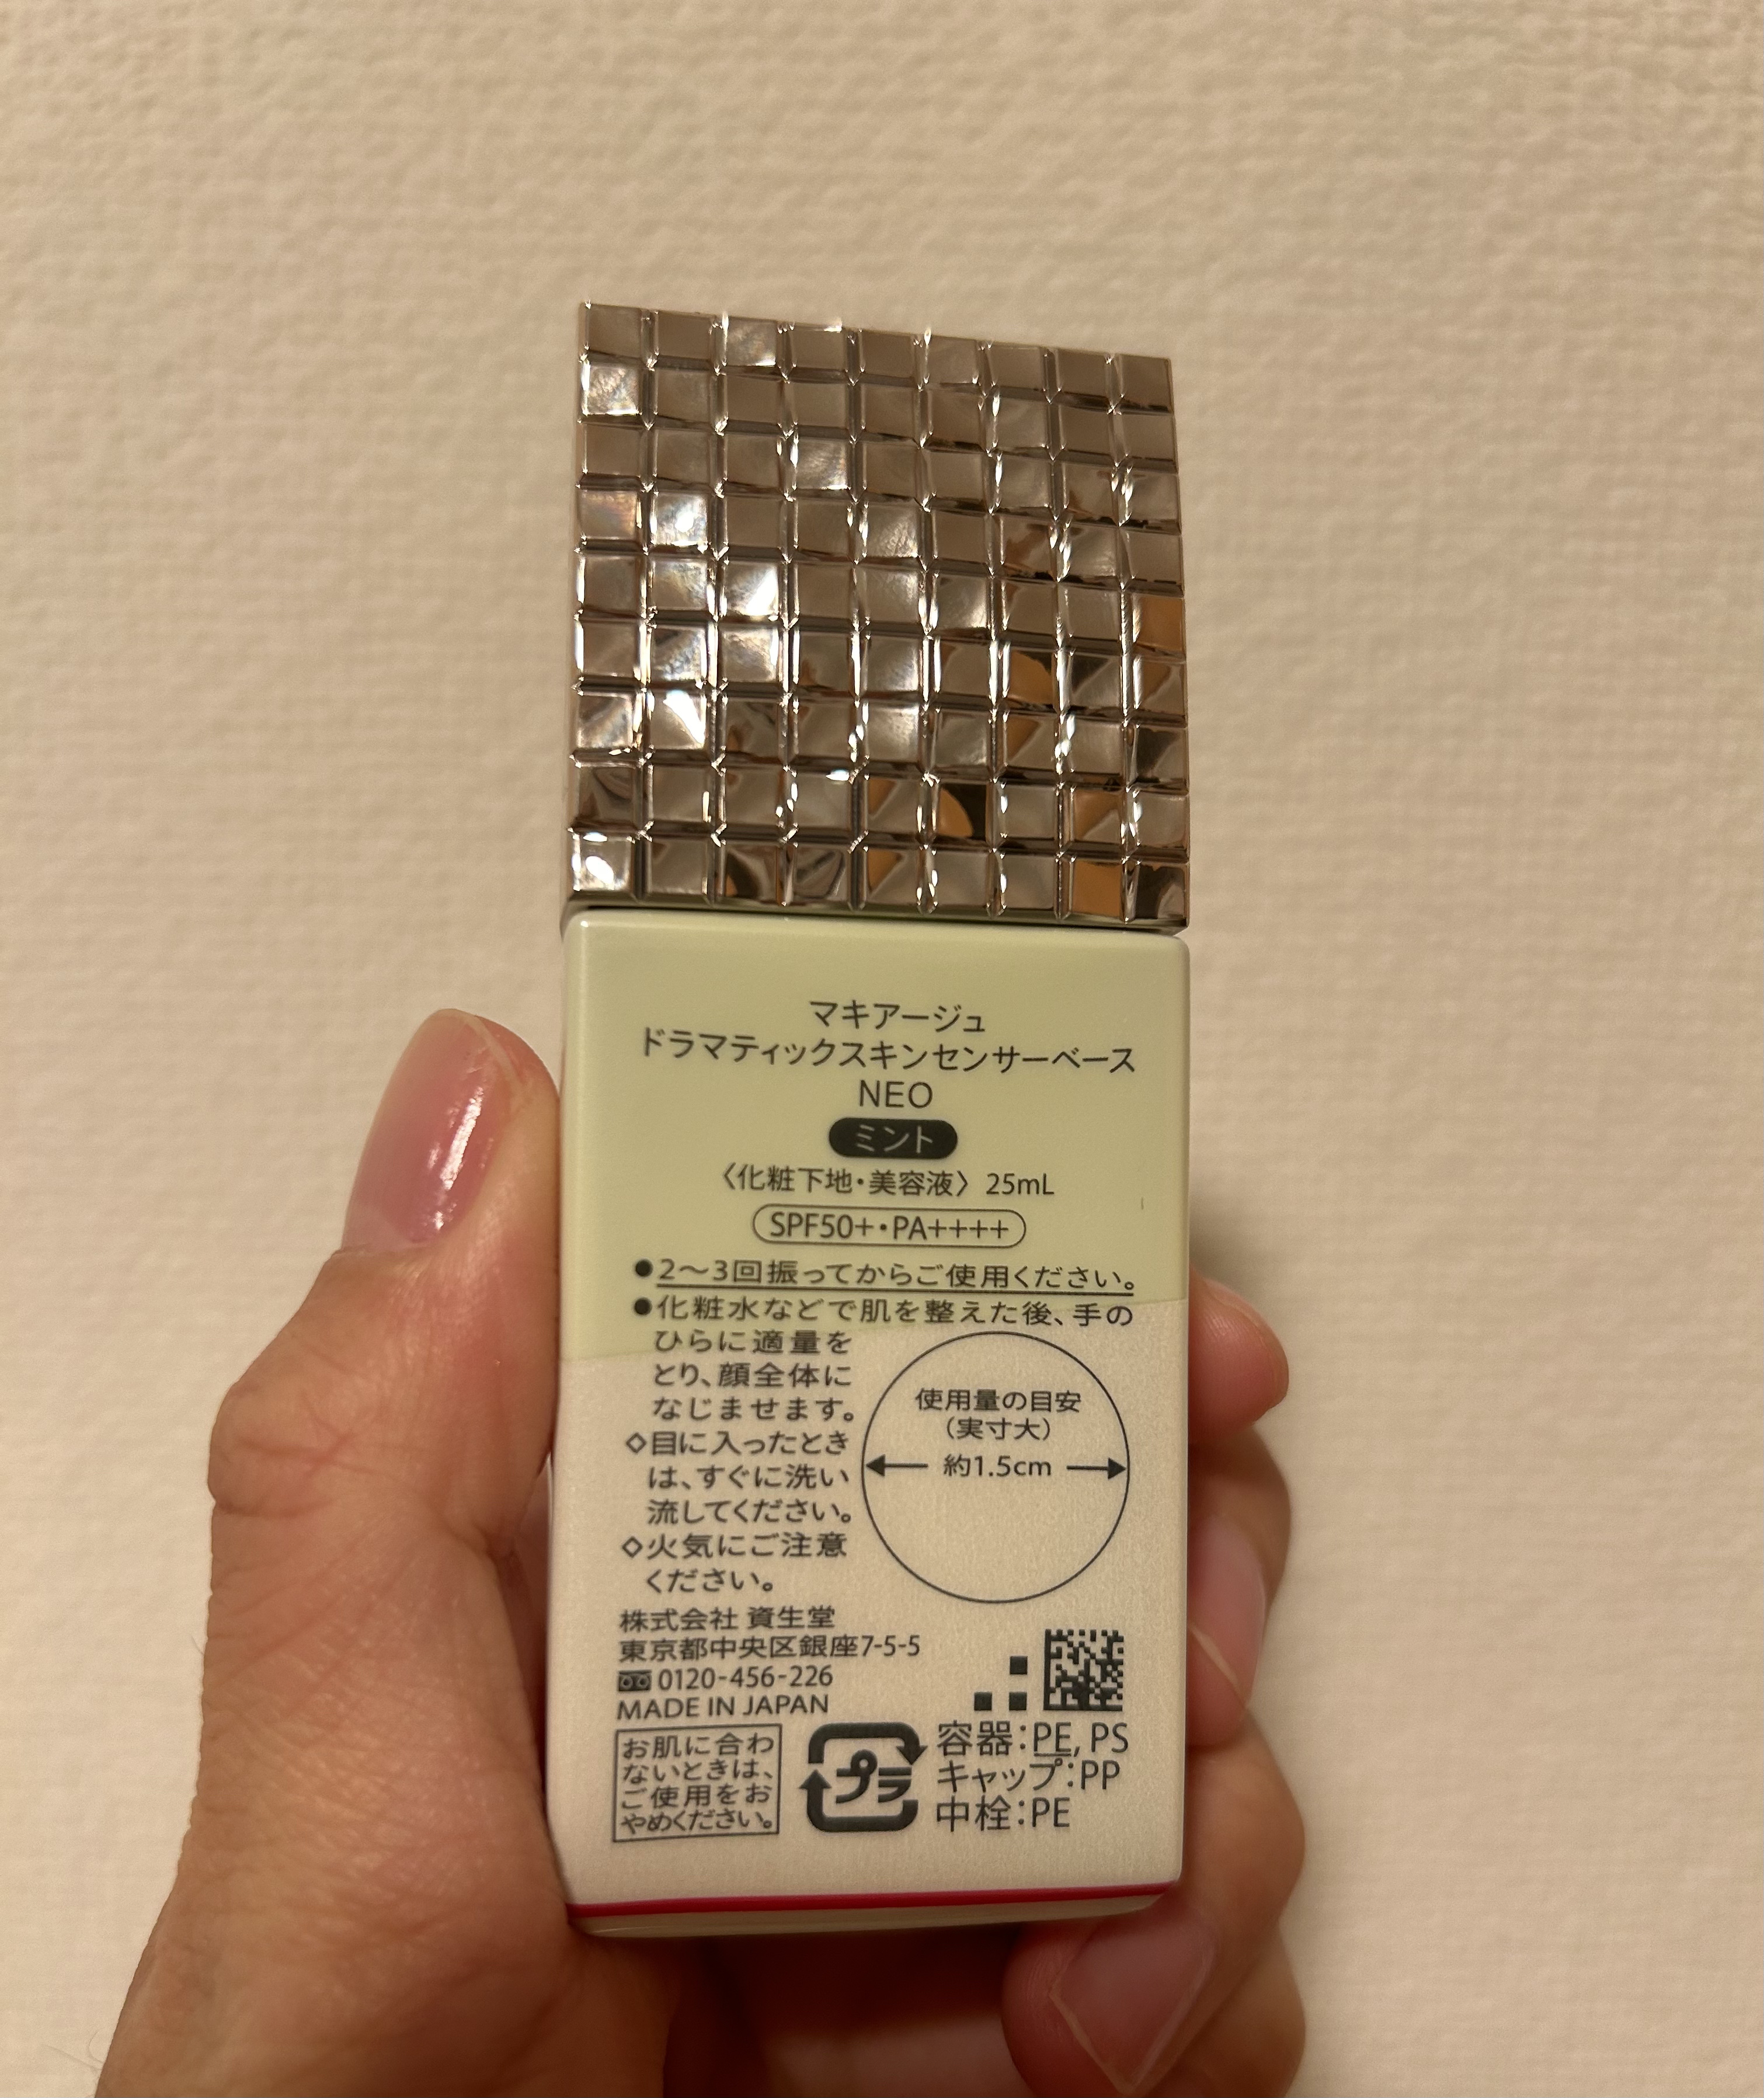 マキアージュ
ドラマティックスキンセンサーベース
NEO
ミント
〈化粧下地・美容液〉 25mL
SPF50+・PA++++
●2〜3回振ってからご使用ください。
●化粧水などで肌を整えた後、手の
ひらに適量を
とり、顔全体に
なじませます。
◇目に入ったとき
は、すぐに洗い
流してください。
◇火気にご注意
ください。
使用量の目安
（実寸大）
約1.5cm
株式会社 資生堂
東京都中央区銀座7-5-5
0120-456-226
MADE IN JAPAN
お肌に合わ
ないときは、
ご使用をお
やめください。
プラ
容器：PE, PS
キャップ：PP
中栓：PE